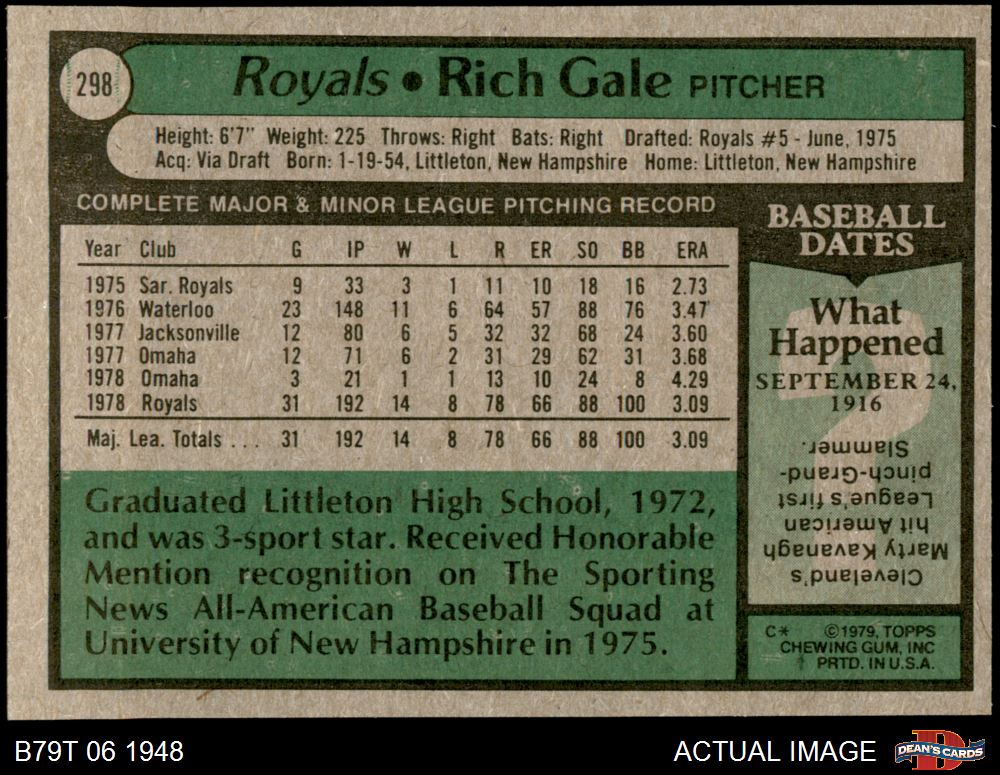 298
Royals • Rich Gale PITCHER
Height: 6'7" Weight: 225 Throws: Right Bats: Right Drafted: Royals #5 - June, 1975
Acq: Via Draft Born: 1-19-54, Littleton, New Hampshire Home: Littleton, New Hampshire
COMPLETE MAJOR & MINOR LEAGUE PITCHING RECORD
Year Club G IP W L R ER SO BB ERA
1975 Sar. Royals 9 33 3 1 11 10 18 16 2.73
1976 Waterloo 23 148 11 6 64 57 88 76 3.47
1977 Jacksonville 12 80 6 5 32 32 68 24 3.60
1977 Omaha 12 71 6 2 31 29 62 31 3.68
1978 Omaha 3 21 1 1 13 10 24 8 4.29
1978 Royals 31 192 14 8 78 66 88 100 3.09
Maj. Lea. Totals . . . 31 192 14 8 78 66 88 100 3.09
Graduated Littleton High School, 1972,
and was 3-sport star. Received Honorable
Mention recognition on The Sporting
News All-American Baseball Squad at
University of New Hampshire in 1975.
BASEBALL
DATES
What
Happened
SEPTEMBER 24,
1916
Cleveland's
Marty Kavanagh
hit American
League's first
pinch-Grand-
Slammer.
C* ©1979, TOPPS
CHEWING GUM, INC
PRTD. IN U.S.A.
B79T 06 1948
ACTUAL IMAGE
DEAN'S CARDS